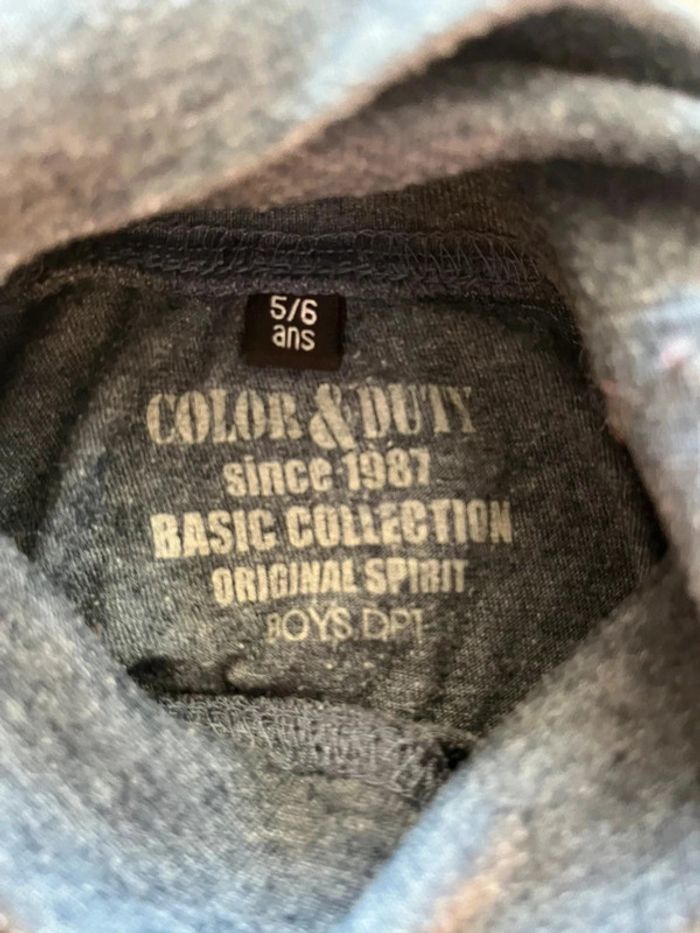 5/6
ans
COLOR & DUTY
since 1987
BASIC COLLECTION
ORIGINAL SPIRIT
BOYS DPT